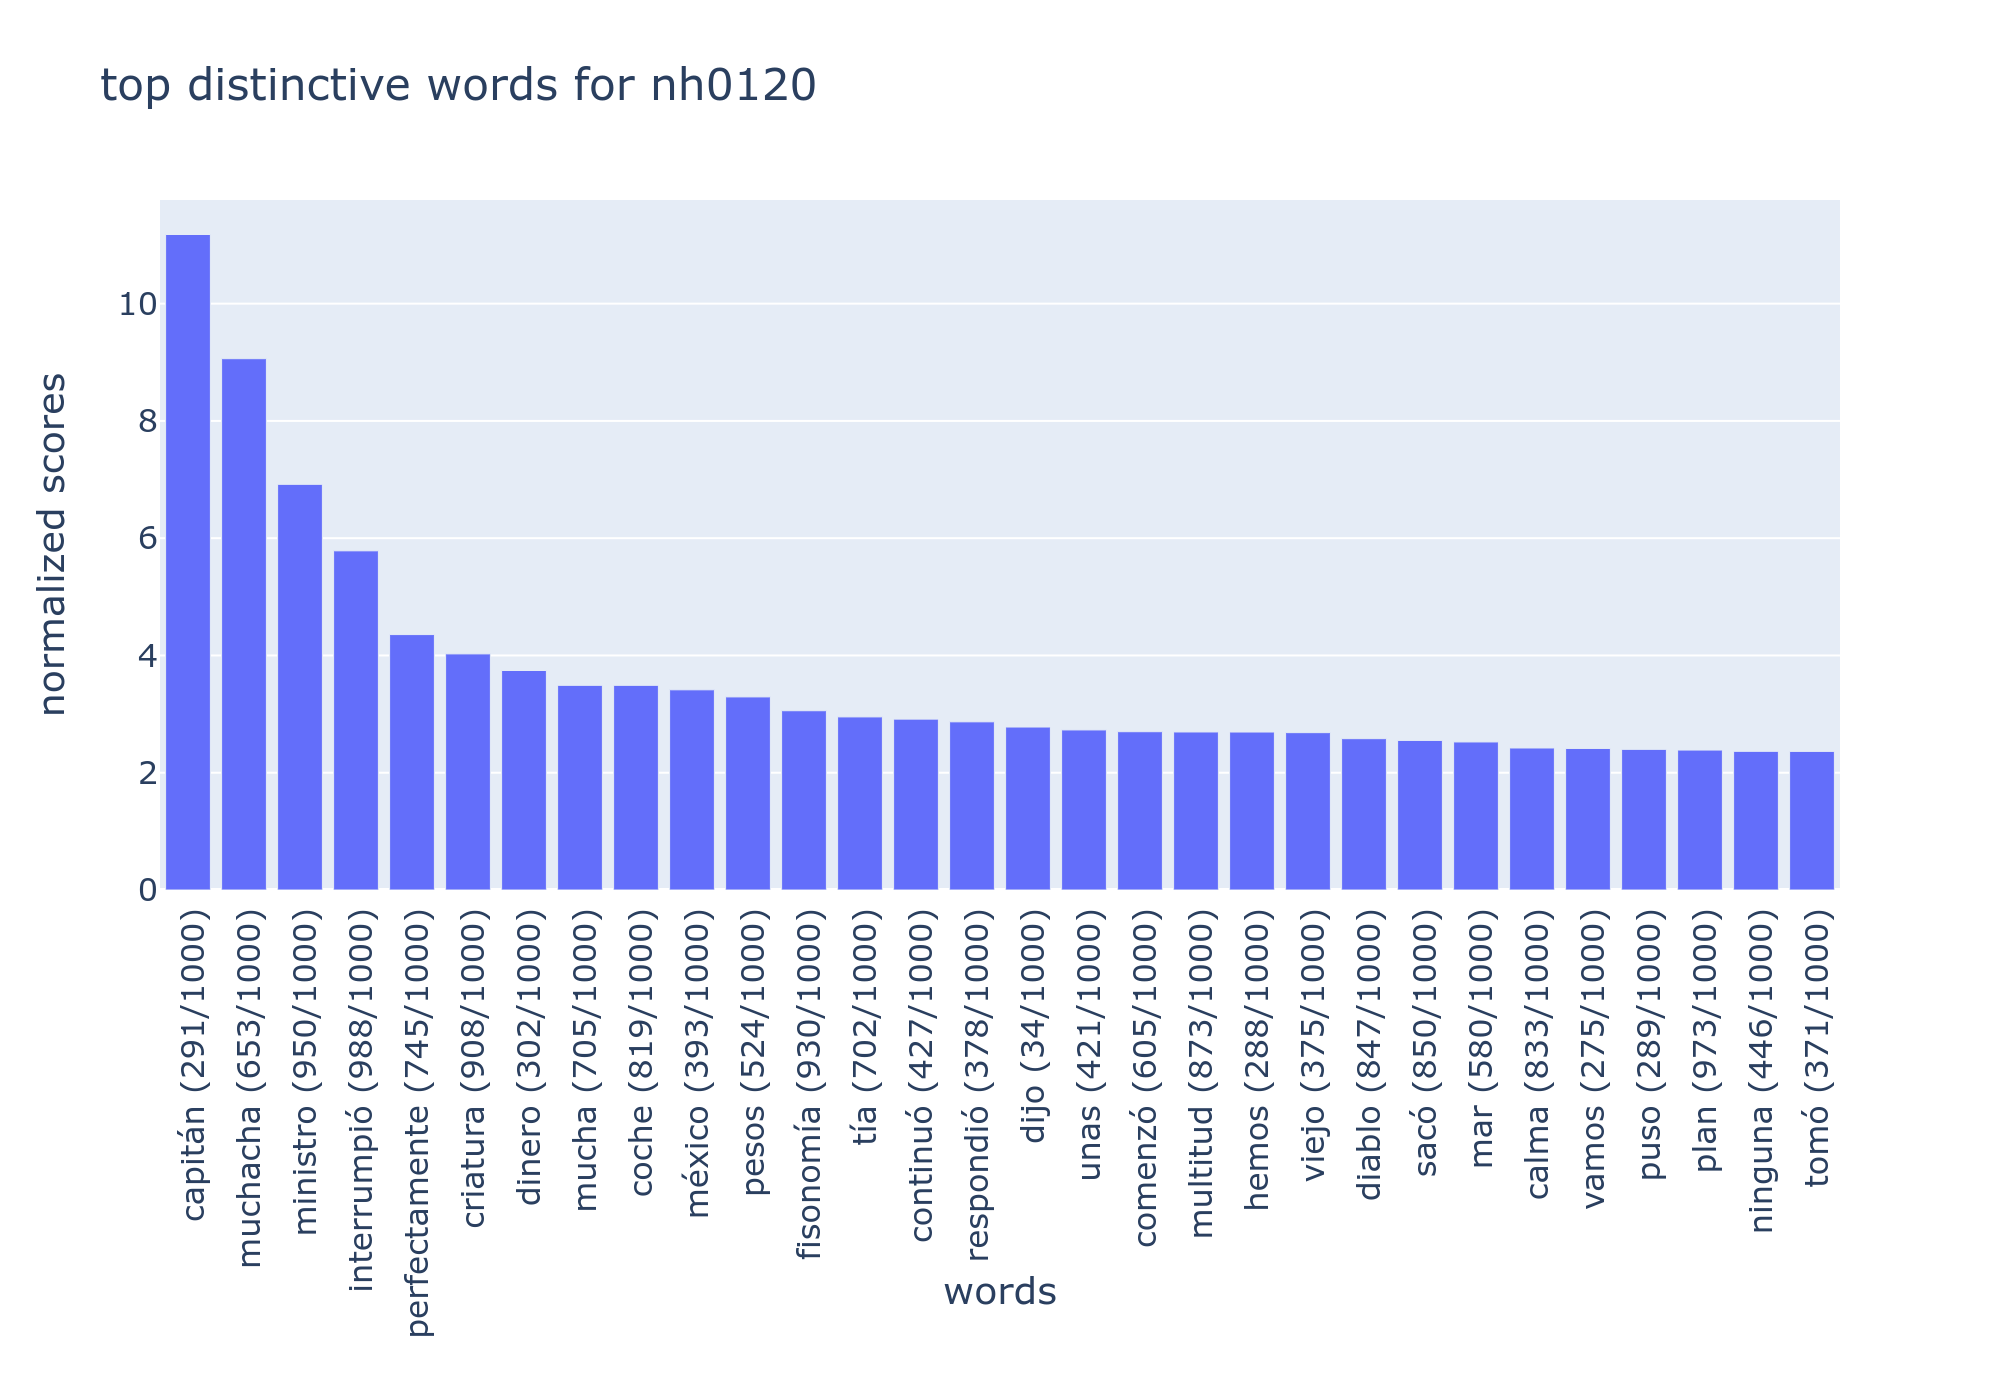 top distinctive words for nh0120
normalized scores
10
8
6
4
2
0
capitán (291/1000)
muchacha (653/1000)
ministro (950/1000)
interrumpió (988/1000)
perfectamente (745/1000)
criatura (908/1000)
dinero (302/1000)
mucha (705/1000)
coche (819/1000)
méxico (393/1000)
pesos (524/1000)
fisonomía (930/1000)
tía (702/1000)
continuó (427/1000)
respondió (378/1000)
dijo (34/1000)
unas (421/1000)
comenzó (605/1000)
multitud (873/1000)
hemos (288/1000)
viejo (375/1000)
diablo (847/1000)
sacó (850/1000)
mar (580/1000)
calma (833/1000)
vamos (275/1000)
puso (289/1000)
plan (973/1000)
ninguna (446/1000)
tomó (371/1000)
words